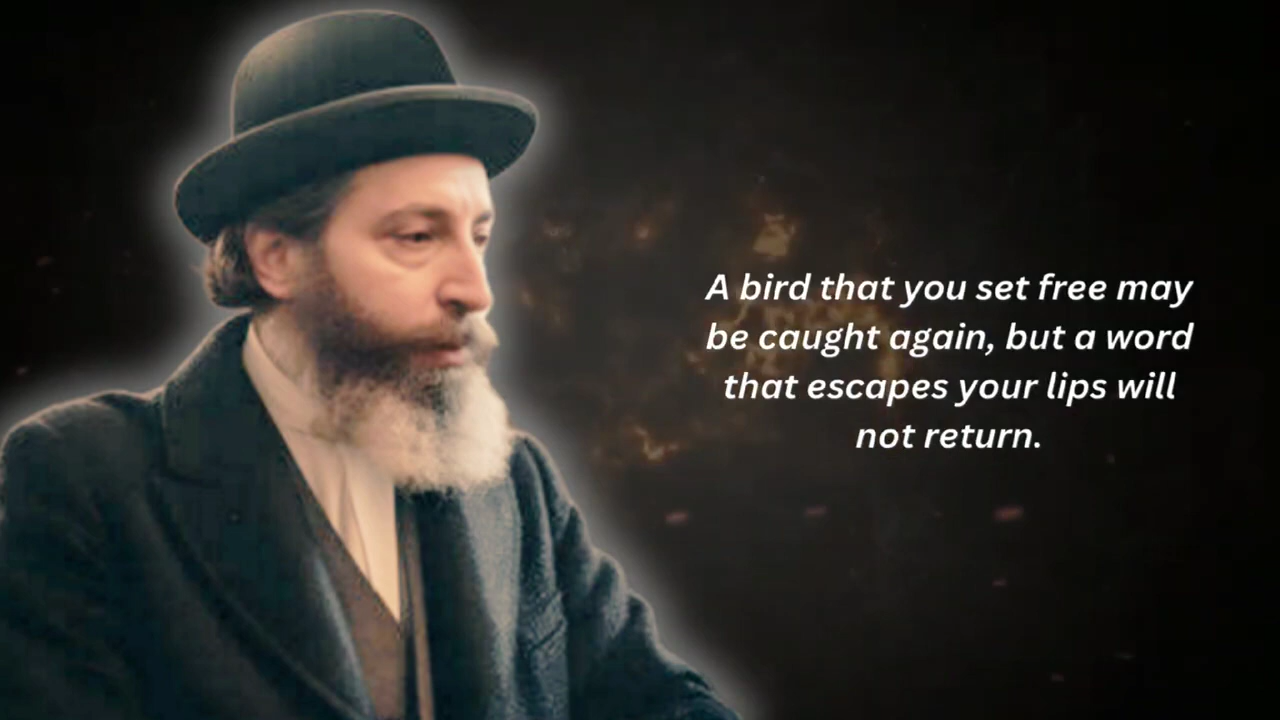 A bird that you set free may
be caught again, but a word
that escapes your lips will
not return.